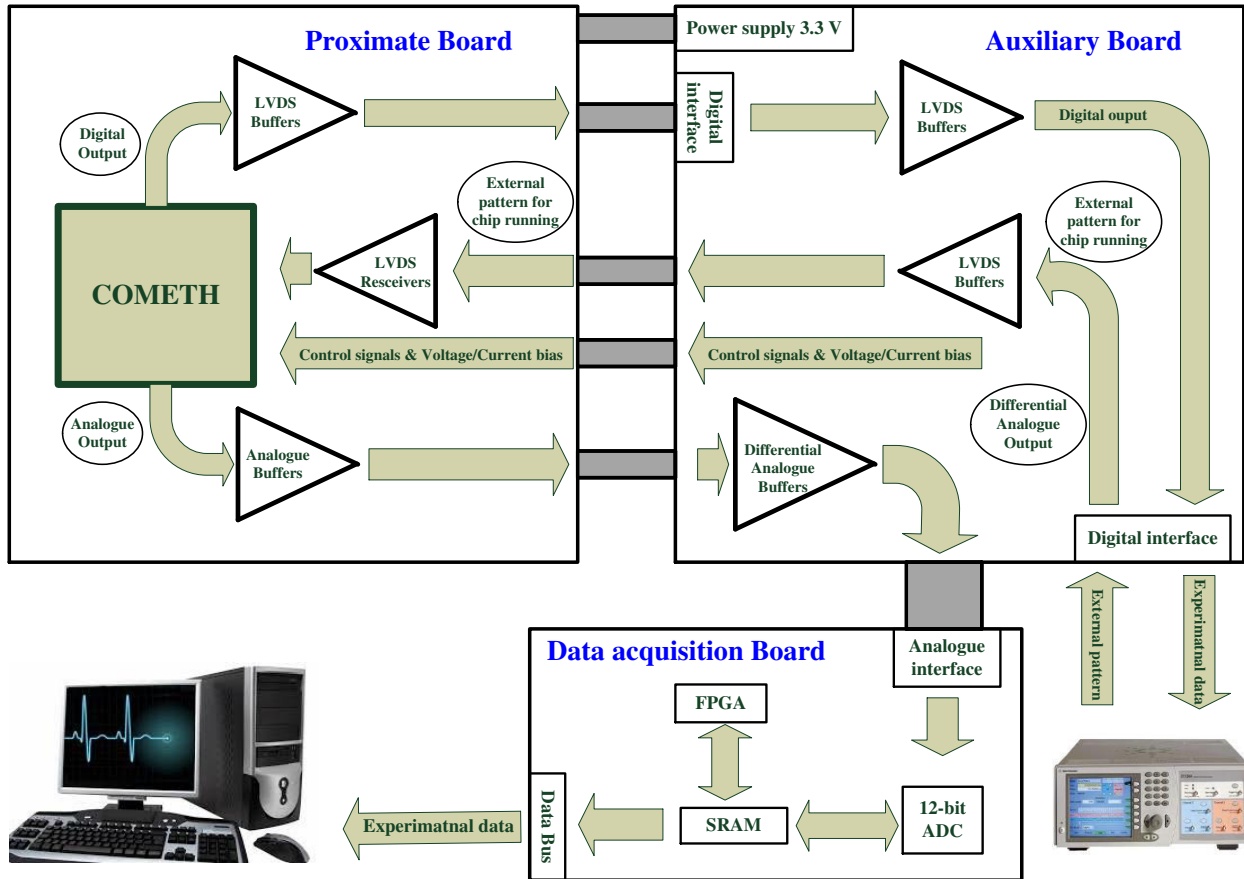 Proximate Board
Power supply 3.3 V
Auxiliary Board
LVDS
Buffers
Digital
Output
Digital
interface
LVDS
Buffers
Digital ouput
External
pattern for
chip running
External
pattern for
chip running
COMETH
LVDS
Resceivers
LVDS
Buffers
Control signals & Voltage/Current bias
Control signals & Voltage/Current bias
Analogue
Output
Analogue
Buffers
Differential
Analogue
Buffers
Differential
Analogue
Output
Digital interface
External pattern
Experimatnal data
Data acquisition Board
Analogue
interface
FPGA
SRAM
12-bit
ADC
Data Bus
Experimatnal data